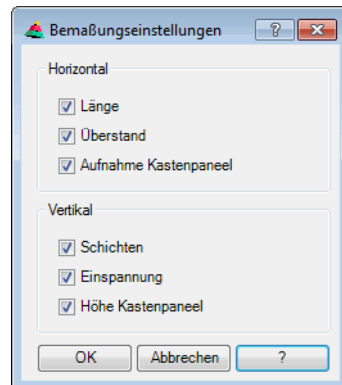 Bemaßungseinstellungen
?
Horizontal
Länge
Überstand
Aufnahme Kastenpaneel
Vertikal
Schichten
Einspannung
Höhe Kastenpaneel
OK Abbrechen ?